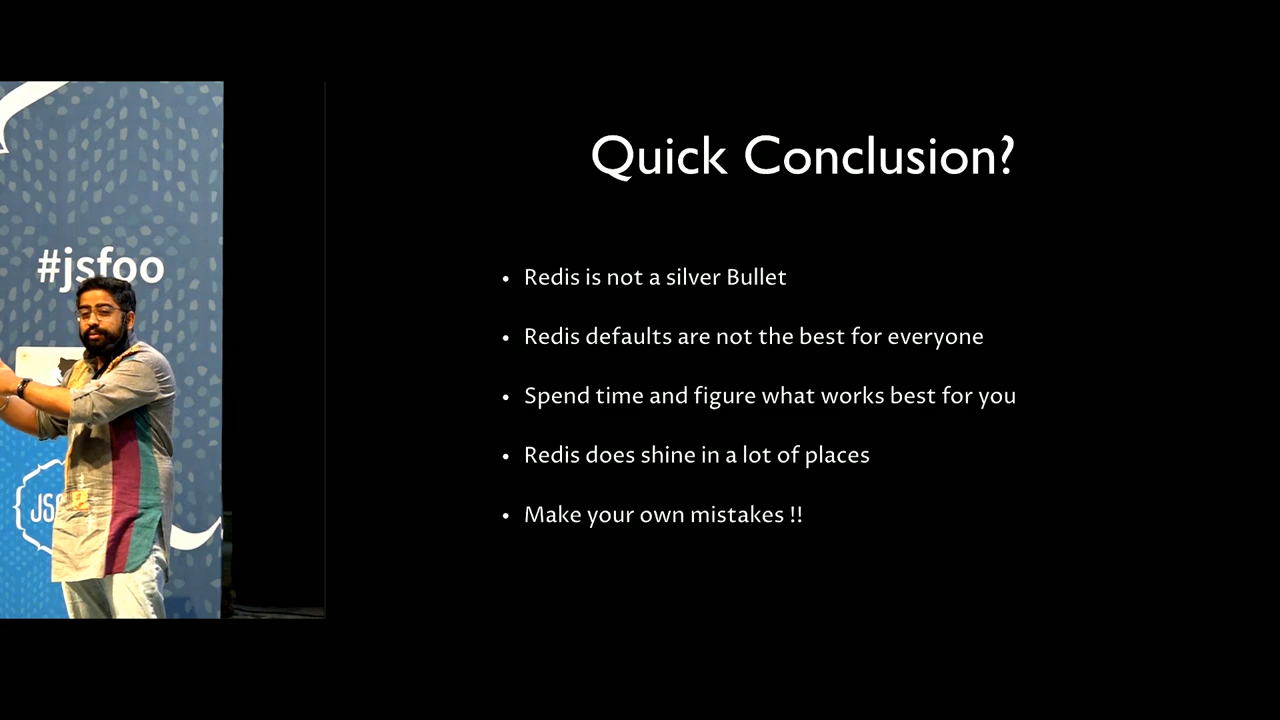 Quick Conclusion?
#jsfoo
• Redis is not a silver Bullet
• Redis defaults are not the best for everyone
• Spend time and figure what works best for you
• Redis does shine in a lot of places
• Make your own mistakes !!